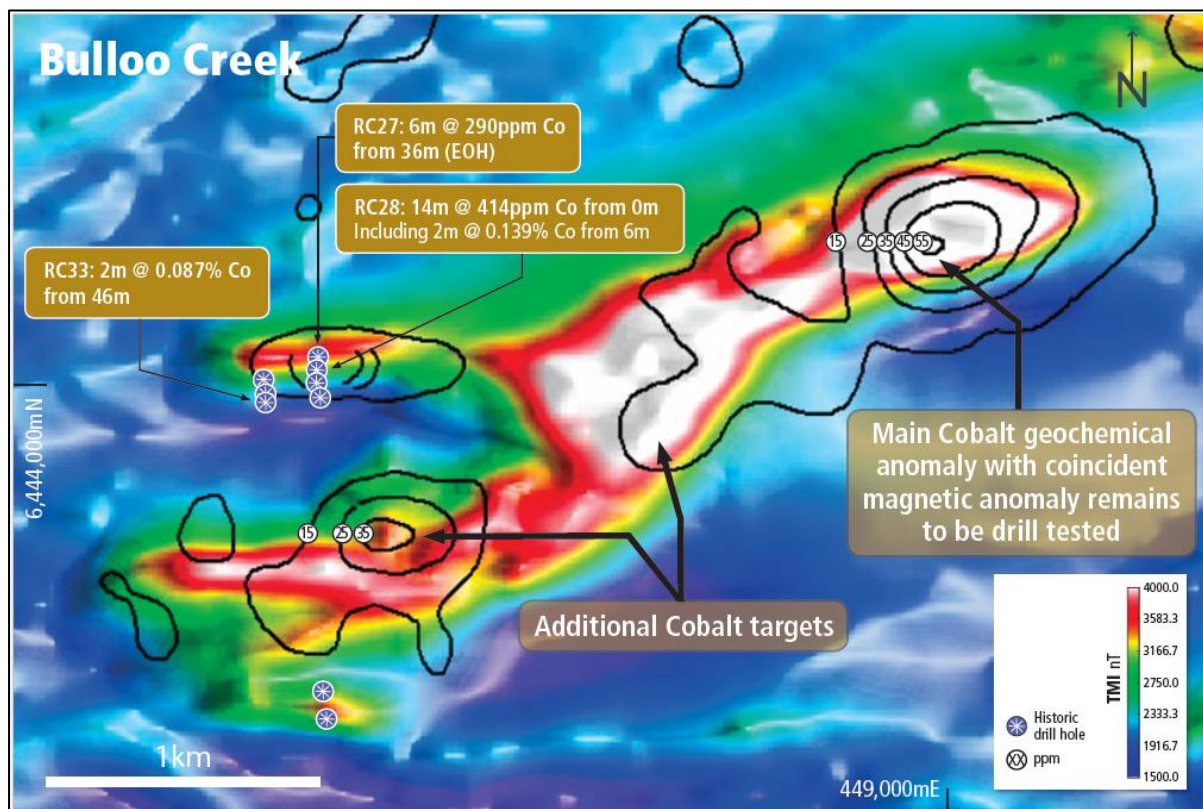 Bulloo Creek
N
RC27: 6m @ 290ppm Co
from 36m (EOH)
RC28: 14m @ 414ppm Co from 0m
Including 2m @ 0.139% Co from 6m
RC33: 2m @ 0.087% Co
from 46m
15 25 35 45 55
6,444,000mN
Main Cobalt geochemical
anomaly with coincident
magnetic anomaly remains
to be drill tested
15 25 35
Additional Cobalt targets
1km
449,000mE
TMI nT
4000.0
3583.3
3166.7
2750.0
2333.3
1916.7
1500.0
Historic
drill hole
XX ppm